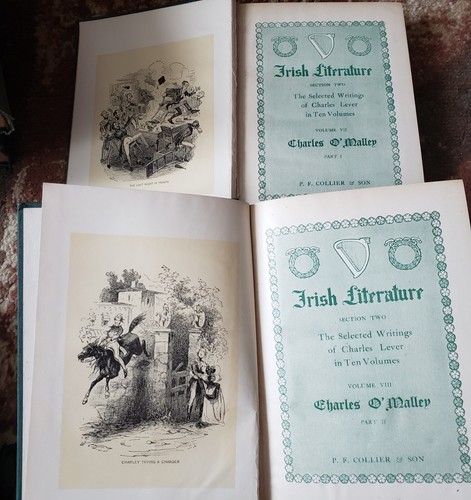 Irish Literature
SECTION TWO
The Selected Writings
of Charles Lever
in Ten Volumes
VOLUME VII
Charles O'Malley
PART I
P. F. COLLIER & SON
Irish Literature
SECTION TWO
The Selected Writings
of Charles Lever
in Ten Volumes
VOLUME VIII
Charles O'Malley
PART II
P. F. COLLIER & SON
CHARLEY TRYING A CHARGER